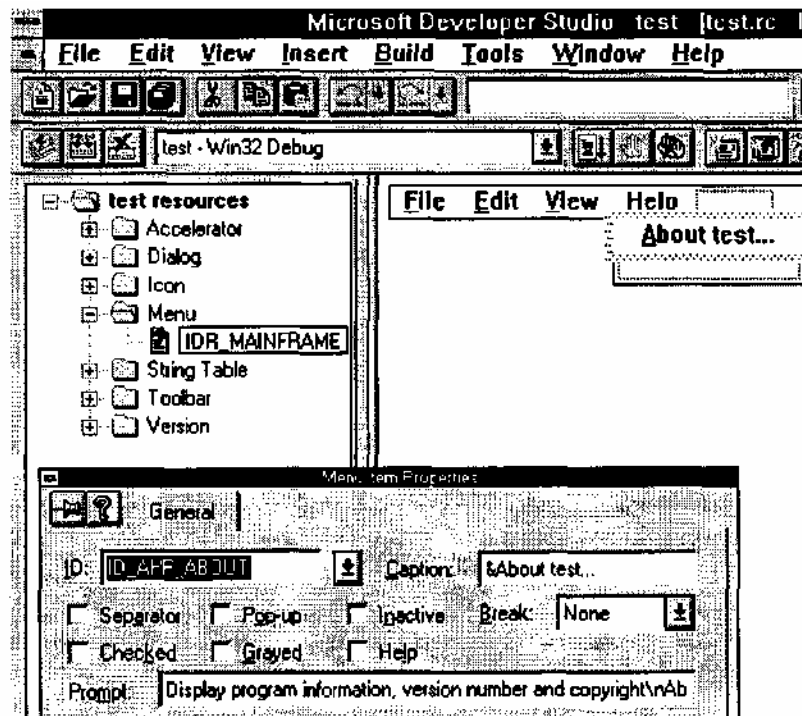 Microsoft Developer Studio test [test.rc
File Edit View Insert Build Tools Window Help
test - Win32 Debug
test resources
File Edit View Help
Accelerator
About test...
Dialog
Icon
Menu
IDR_MAINFRAME
String Table
Toolbar
Version
Menu Item Properties
General
ID: ID_APP_ABOUT Caption: &About test...
Separator Pop-up Inactive Break: None
Checked Grayed Help
Prompt: Display program information, version number and copyright\nAb